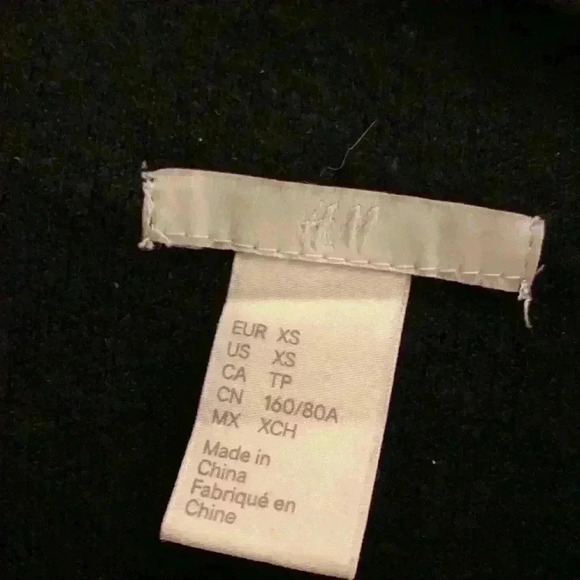 H&M
EUR XS
US XS
CA TP
CN 160/80A
MX XCH
Made in
China
Fabriqué en
Chine